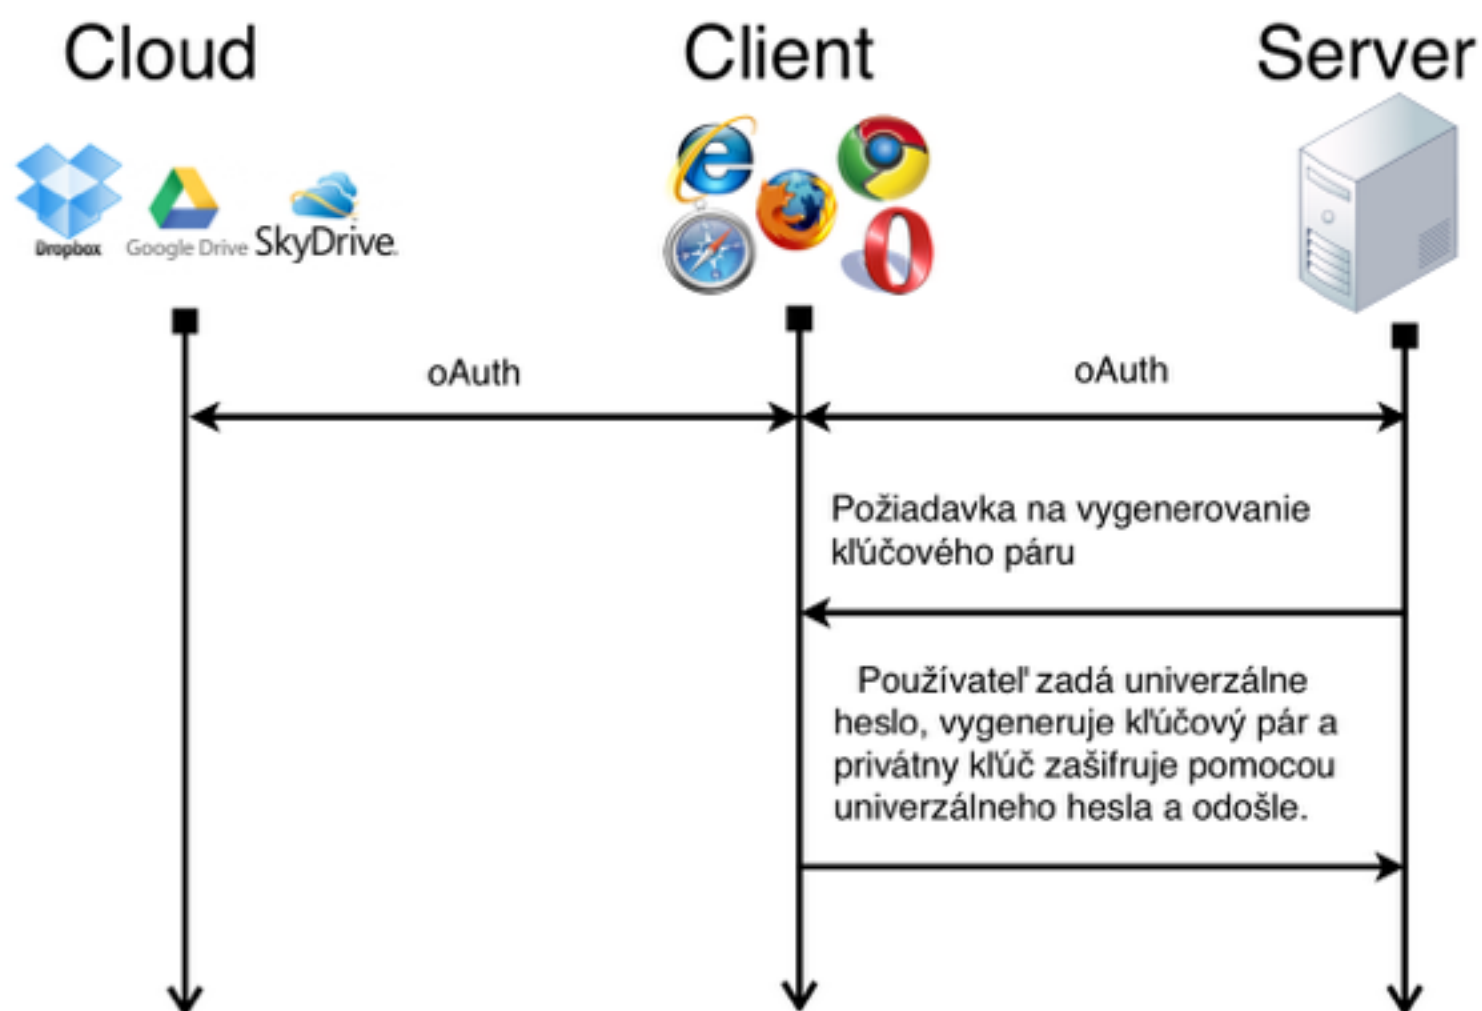 Cloud
Client
Server
Dropbox
Google Drive
SkyDrive
oAuth
oAuth
Požiadavka na vygenerovanie
kľúčového páru
Používateľ zadá univerzálne
heslo, vygeneruje kľúčový pár a
privátny kľúč zašifruje pomocou
univerzálneho hesla a odošle.